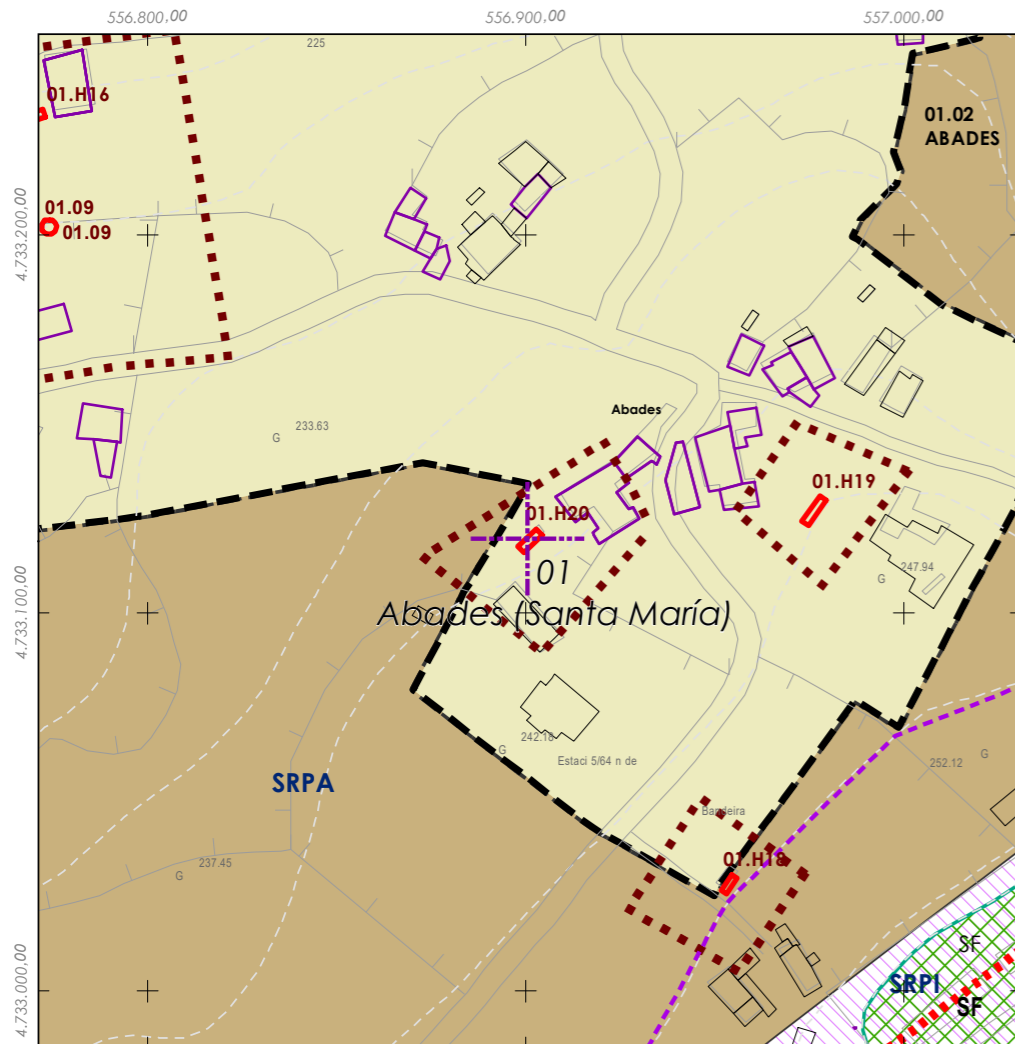 556.800,00
556.900,00
557.000,00
225
01.H16
01.02
ABADES
4.733.200,00
01.09
01.09
Abades
233.63
01.H19
01.H20
247.94
01
Abades (Santa María)
4.733.100,00
G
G
242.18
G
Estaci 5/64 n de
252.12
G
SRPA
Bandeira
01.H18
237.45
G
SF
SRPI
SF
4.733.000,00